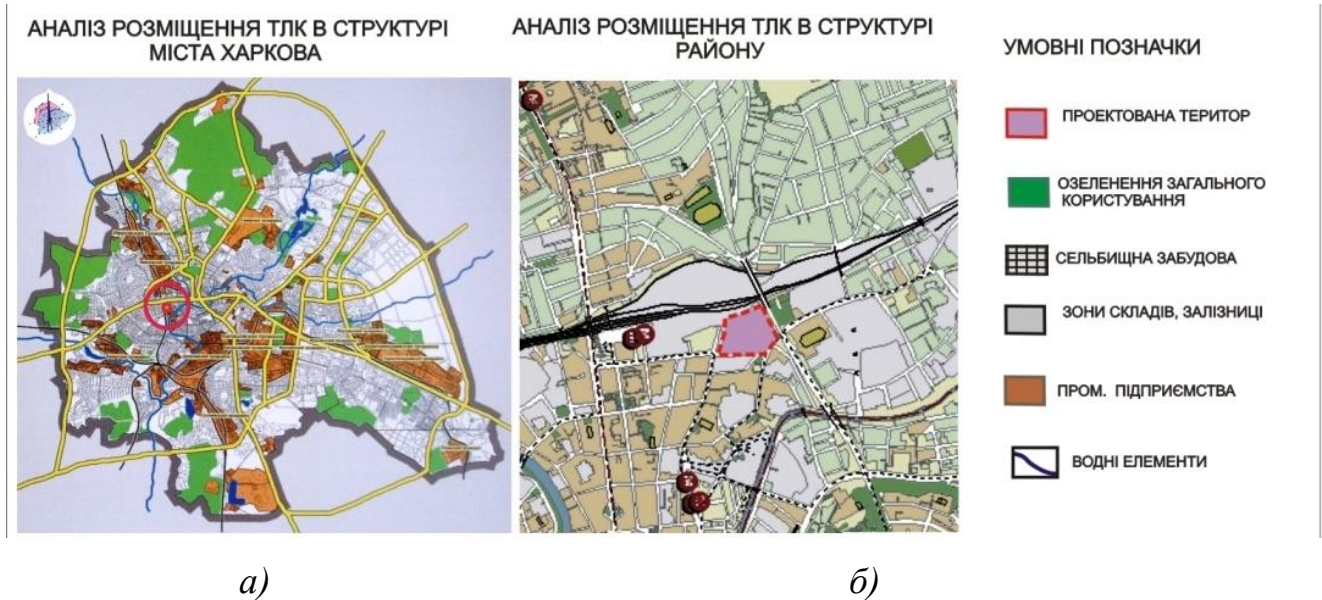 АНАЛІЗ РОЗМІЩЕННЯ ТЛК В СТРУКТУРІ
МІСТА ХАРКОВА
АНАЛІЗ РОЗМІЩЕННЯ ТЛК В СТРУКТУРІ
РАЙОНУ
УМОВНІ ПОЗНАЧКИ
ПРОЕКТОВАНА ТЕРИТОР
ОЗЕЛЕНЕННЯ ЗАГАЛЬНОГО
КОРИСТУВАННЯ
СЕЛЬБИЩНА ЗАБУДОВА
ЗОНИ СКЛАДІВ, ЗАЛІЗНИЦІ
ПРОМ. ПІДПРИЄМСТВА
ВОДНІ ЕЛЕМЕНТИ
а)
б)